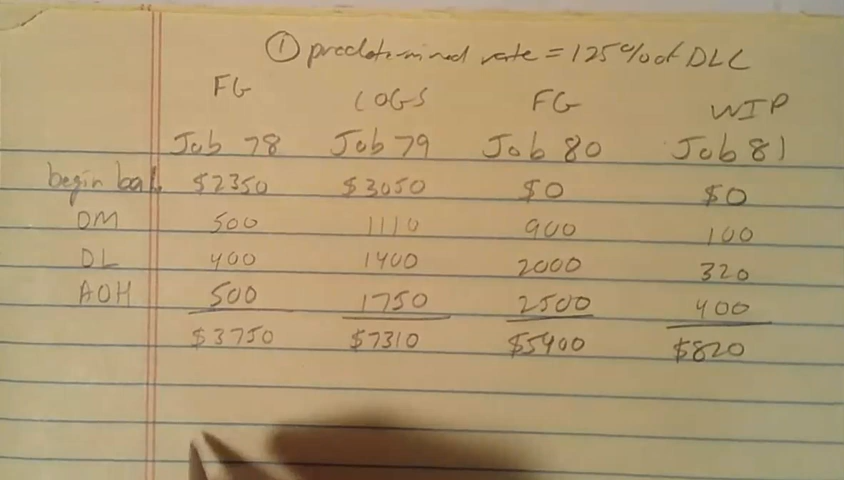 ① predetermined rate = 125% of DLC
FG COGS FG WIP
Job 78 Job 79 Job 80 Job 81
begin bal. $2350 $3050 $0 $0
DM 500 1110 900 100
DL 400 1400 2000 320
AOH 500 1750 2500 400
$3750 $7310 $5400 $820